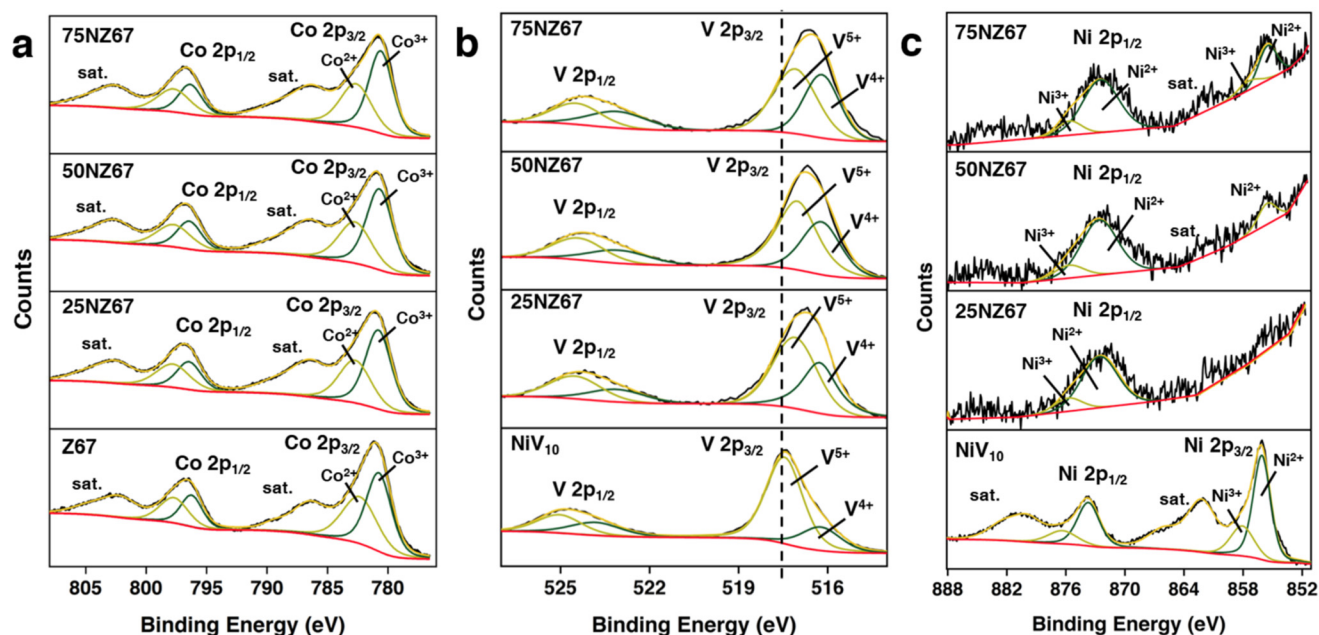 a
Counts
75NZ67
sat.
Co 2p1/2
sat.
Co 2p3/2
Co2+
Co3+
50NZ67
sat.
Co 2p1/2
sat.
Co 2p3/2
Co2+
Co3+
25NZ67
sat.
Co 2p1/2
sat.
Co 2p3/2
Co2+
Co3+
Z67
sat.
Co 2p1/2
sat.
Co 2p3/2
Co2+
Co3+
805 800 795 790 785 780
Binding Energy (eV)
b
Counts
75NZ67
V 2p1/2
V 2p3/2
V5+
V4+
50NZ67
V 2p1/2
V 2p3/2
V5+
V4+
25NZ67
V 2p1/2
V 2p3/2
V5+
V4+
NiV10
V 2p1/2
V 2p3/2
V5+
V4+
525 522 519 516
Binding Energy (eV)
c
Counts
75NZ67
Ni 2p1/2
Ni3+
Ni2+
sat.
Ni3+
Ni2+
50NZ67
Ni 2p1/2
Ni3+
Ni2+
sat.
Ni2+
25NZ67
Ni 2p1/2
Ni2+
Ni3+
NiV10
sat.
Ni 2p1/2
sat.
Ni 2p3/2
Ni3+
Ni2+
888 882 876 870 864 858 852
Binding Energy (eV)